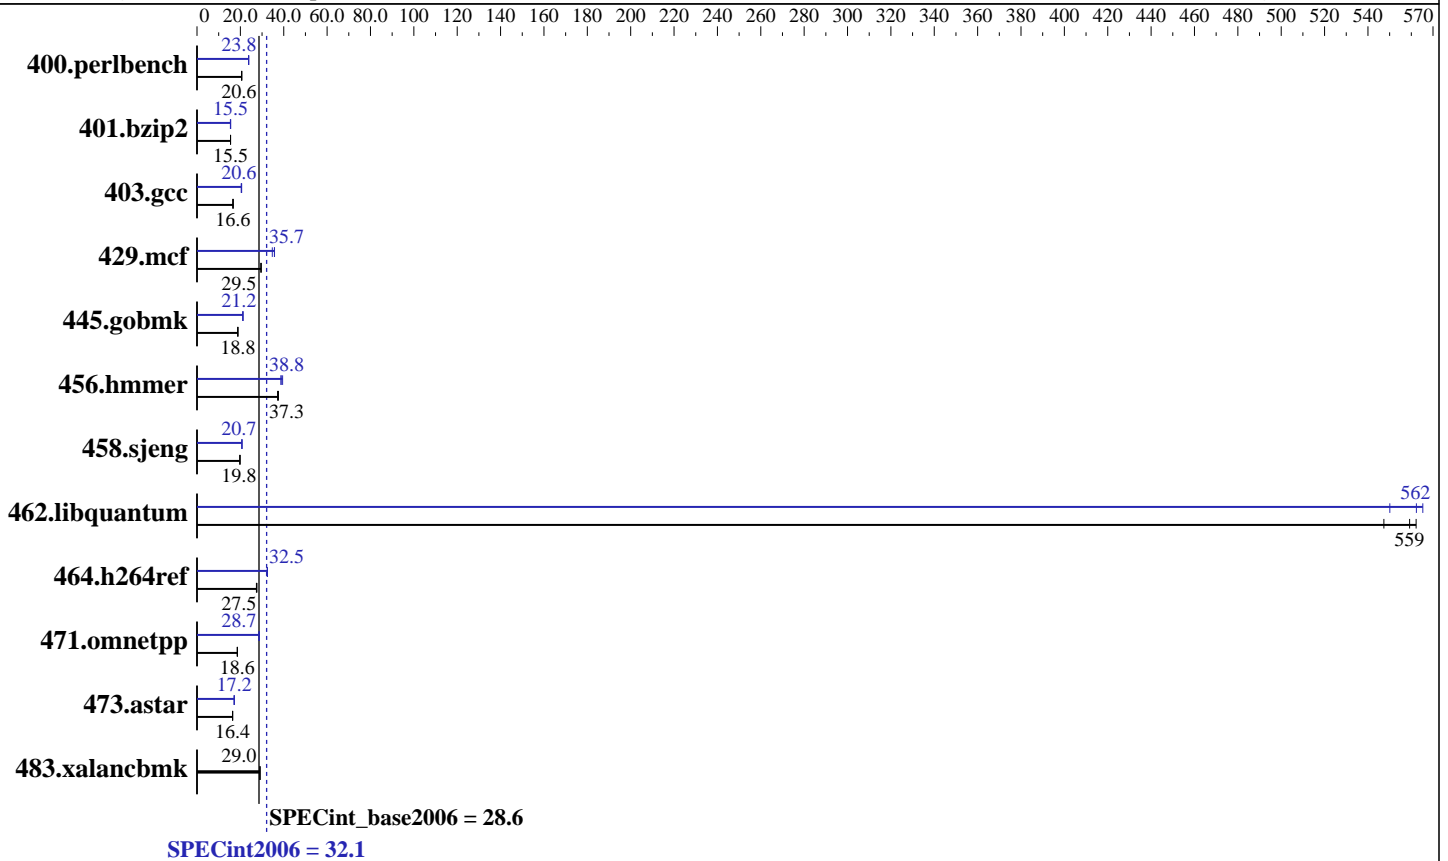 0 20.0 40.0 60.0 80.0 100 120 140 160 180 200 220 240 260 280 300 320 340 360 380 400 420 440 460 480 500 520 540 570
23.8
400.perlbench
20.6
15.5
401.bzip2
15.5
20.6
403.gcc
16.6
35.7
429.mcf
29.5
21.2
445.gobmk
18.8
38.8
456.hmmer
37.3
20.7
458.sjeng
19.8
562
462.libquantum
559
32.5
464.h264ref
27.5
28.7
471.omnetpp
18.6
17.2
473.astar
16.4
29.0
483.xalancbmk
SPECint_base2006 = 28.6
SPECint2006 = 32.1